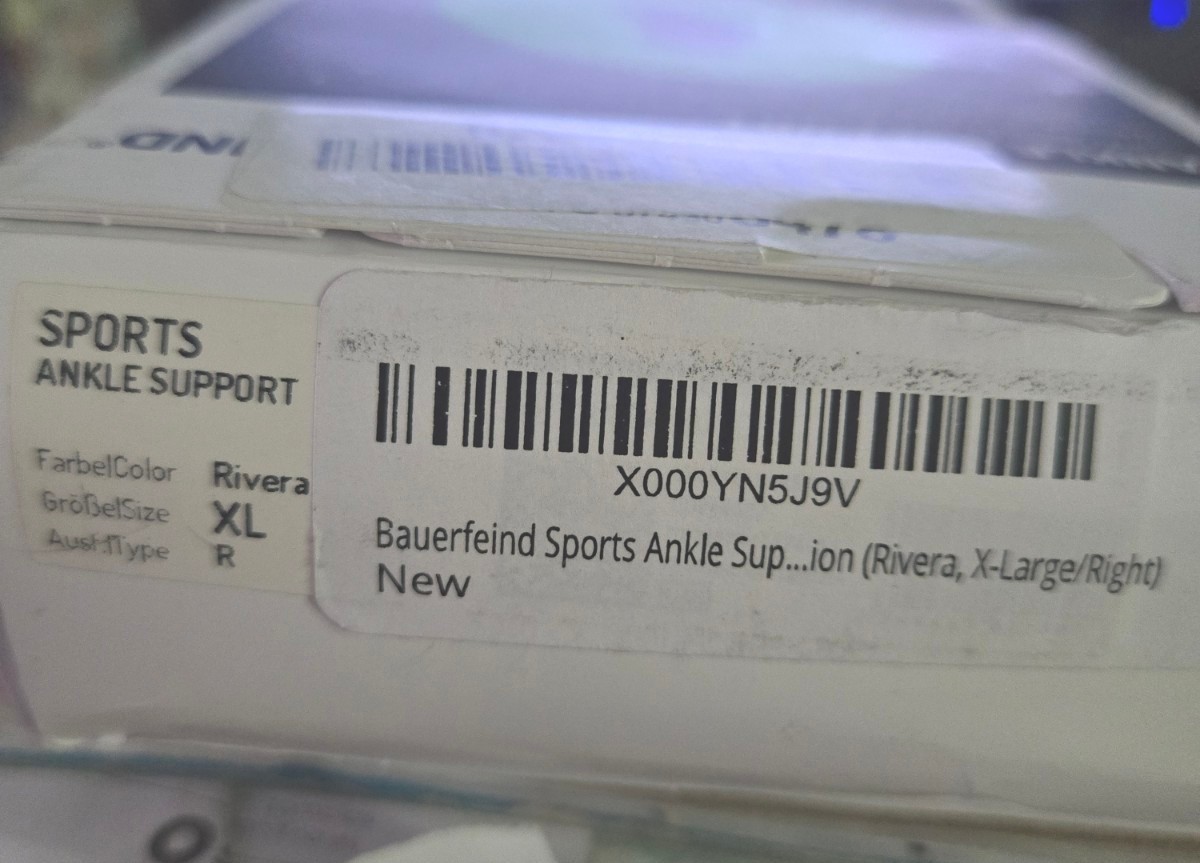 SPORTS
ANKLE SUPPORT
Farbe|Color Rivera
Größe|Size XL
Ausf.|Type R
X000YN5J9V
Bauerfeind Sports Ankle Sup...ion (Rivera, X-Large/Right)
New